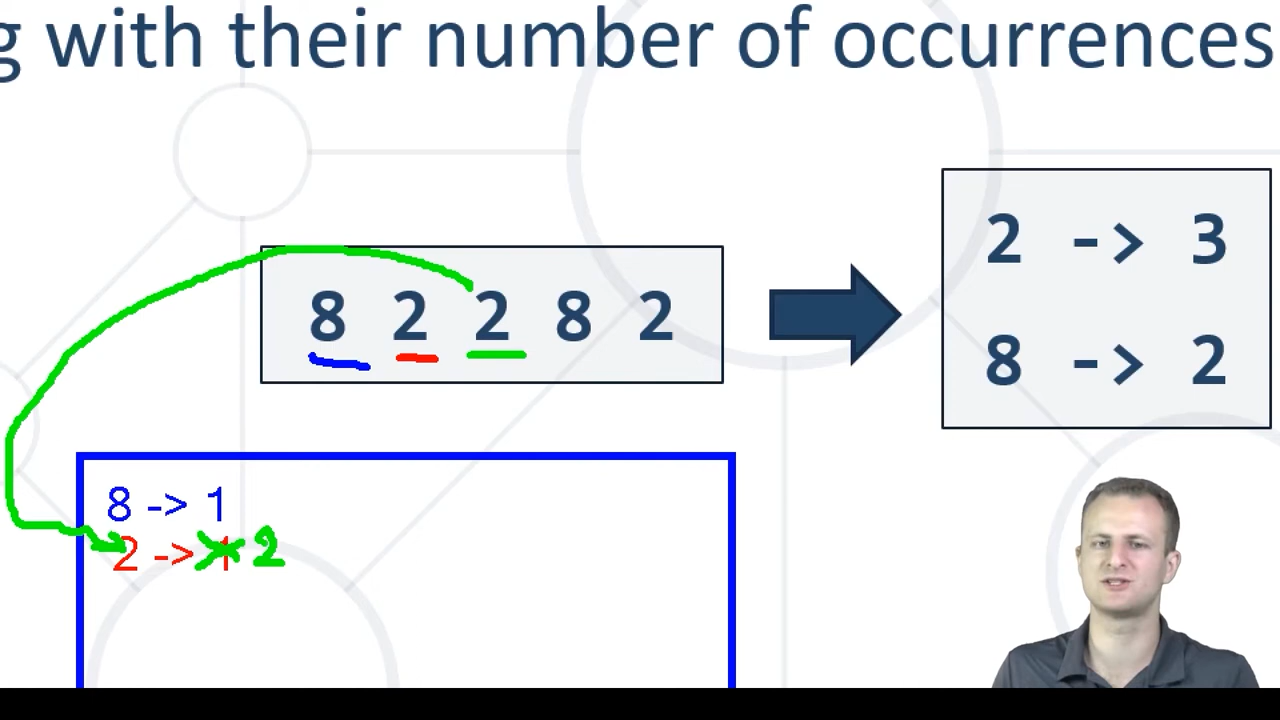 g with their number of occurrences
8 2 2 8 2
2 -> 3
8 -> 2
8 -> 1
2 -> 1 2